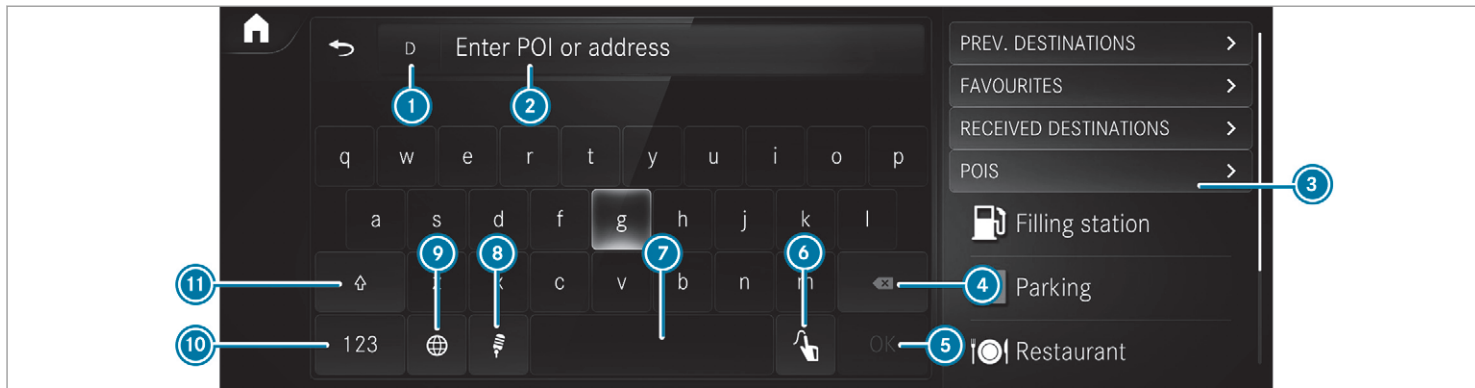 D Enter POI or address
1 2
q w e r t y u i o p
a s d f g h j k l
9 8 7 6
11 z x c v b n m 4
10 123 OK 5
PREV. DESTINATIONS
FAVOURITES
RECEIVED DESTINATIONS
POIS
3
Filling station
Parking
Restaurant